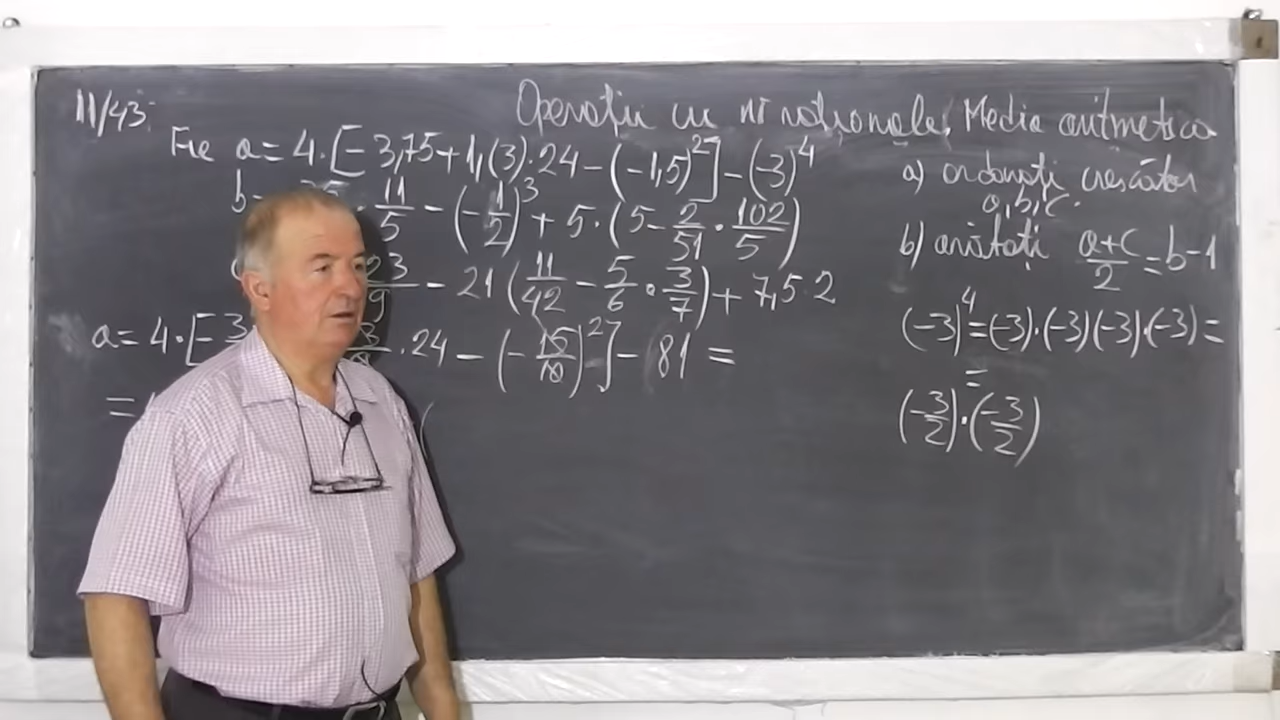 11/43:
Operații cu nr raționale. Media aritmetica
Fie a = 4·[-3,75+1,(3)·24-(-1,5)²]-(-3)⁴
b= · 11/5 - (-1/2)³ + 5·(5 - 2/51 · 102/5)
23/9 - 21(11/42 - 5/6 · 3/7) + 7,5·2
a = 4·[-3 ·24 - (-15/10)²] - 81 =
= (
a) ordonați crescător
a, b, c.
b) arătați (a+c)/2 = b-1
(-3)⁴ = (-3)·(-3)(-3)·(-3) =
=
(-3/2)·(-3/2)